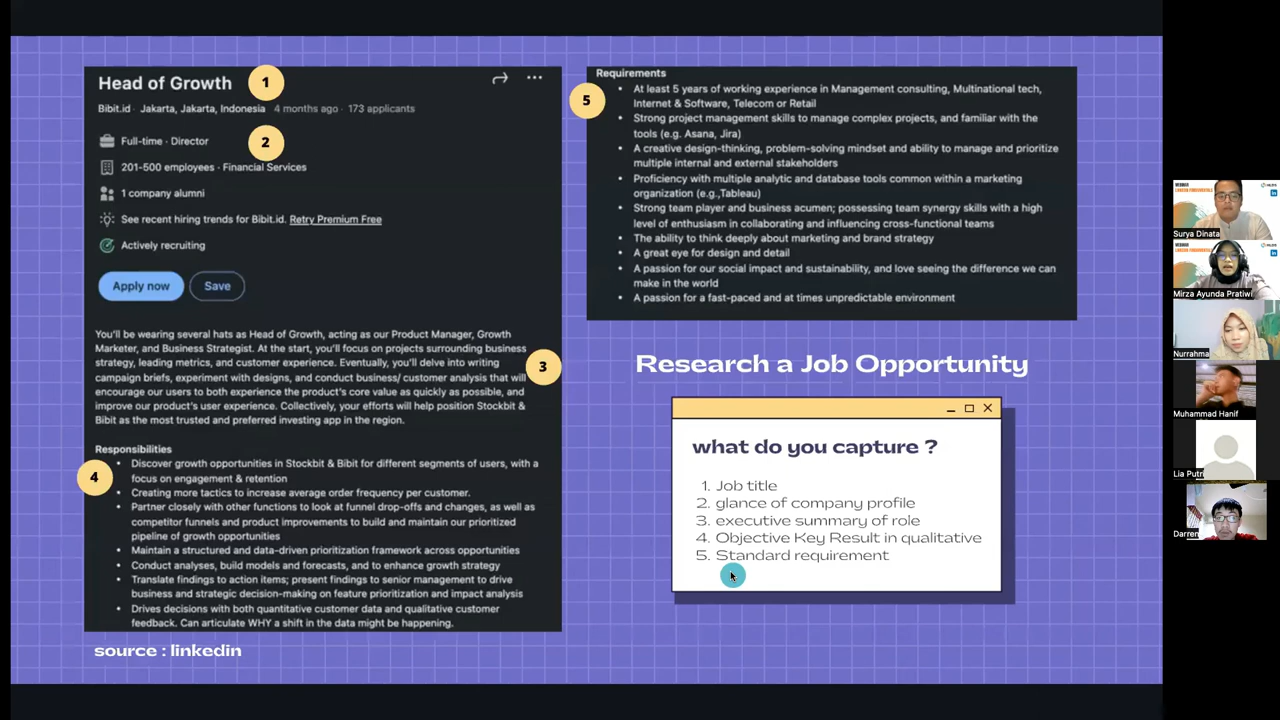 Head of Growth
1
Bibit.id · Jakarta, Jakarta, Indonesia 4 months ago · 173 applicants
Full-time · Director
2
201-500 employees · Financial Services
1 company alumni
See recent hiring trends for Bibit.id. Retry Premium Free
Actively recruiting
Apply now
Save
You'll be wearing several hats as Head of Growth, acting as our Product Manager, Growth
Marketer, and Business Strategist. At the start, you'll focus on projects surrounding business
strategy, leading metrics, and customer experience. Eventually, you'll delve into writing
campaign briefs, experiment with designs, and conduct business/ customer analysis that will
encourage our users to both experience the product's core value as quickly as possible, and
improve our product's user experience. Collectively, your efforts will help position Stockbit &
Bibit as the most trusted and preferred investing app in the region.
3
Responsibilities
4
• Discover growth opportunities in Stockbit & Bibit for different segments of users, with a
focus on engagement & retention
• Creating more tactics to increase average order frequency per customer.
• Partner closely with other functions to look at funnel drop-offs and changes, as well as
competitor funnels and product improvements to build and maintain our prioritized
pipeline of growth opportunities
• Maintain a structured and data-driven prioritization framework across opportunities
• Conduct analyses, build models and forecasts, and to enhance growth strategy
• Translate findings to action items; present findings to senior management to drive
business and strategic decision-making on feature prioritization and impact analysis
• Drives decisions with both quantitative customer data and qualitative customer
feedback. Can articulate WHY a shift in the data might be happening.
source : linkedin
Requirements
5
• At least 5 years of working experience in Management consulting, Multinational tech,
Internet & Software, Telecom or Retail
• Strong project management skills to manage complex projects, and familiar with the
tools (e.g. Asana, Jira)
• A creative design-thinking, problem-solving mindset and ability to manage and prioritize
multiple internal and external stakeholders
• Proficiency with multiple analytic and database tools common within a marketing
organization (e.g.,Tableau)
• Strong team player and business acumen; possessing team synergy skills with a high
level of enthusiasm in collaborating and influencing cross-functional teams
• The ability to think deeply about marketing and brand strategy
• A great eye for design and detail
• A passion for our social impact and sustainability, and love seeing the difference we can
make in the world
• A passion for a fast-paced and at times unpredictable environment
Research a Job Opportunity
what do you capture ?
1. Job title
2. glance of company profile
3. executive summary of role
4. Objective Key Result in qualitative
5. Standard requirement
Surya Dinata
Mirza Ayunda Pratiwi
Nurrahma
Muhammad Hanif
Lia Putri
Darren